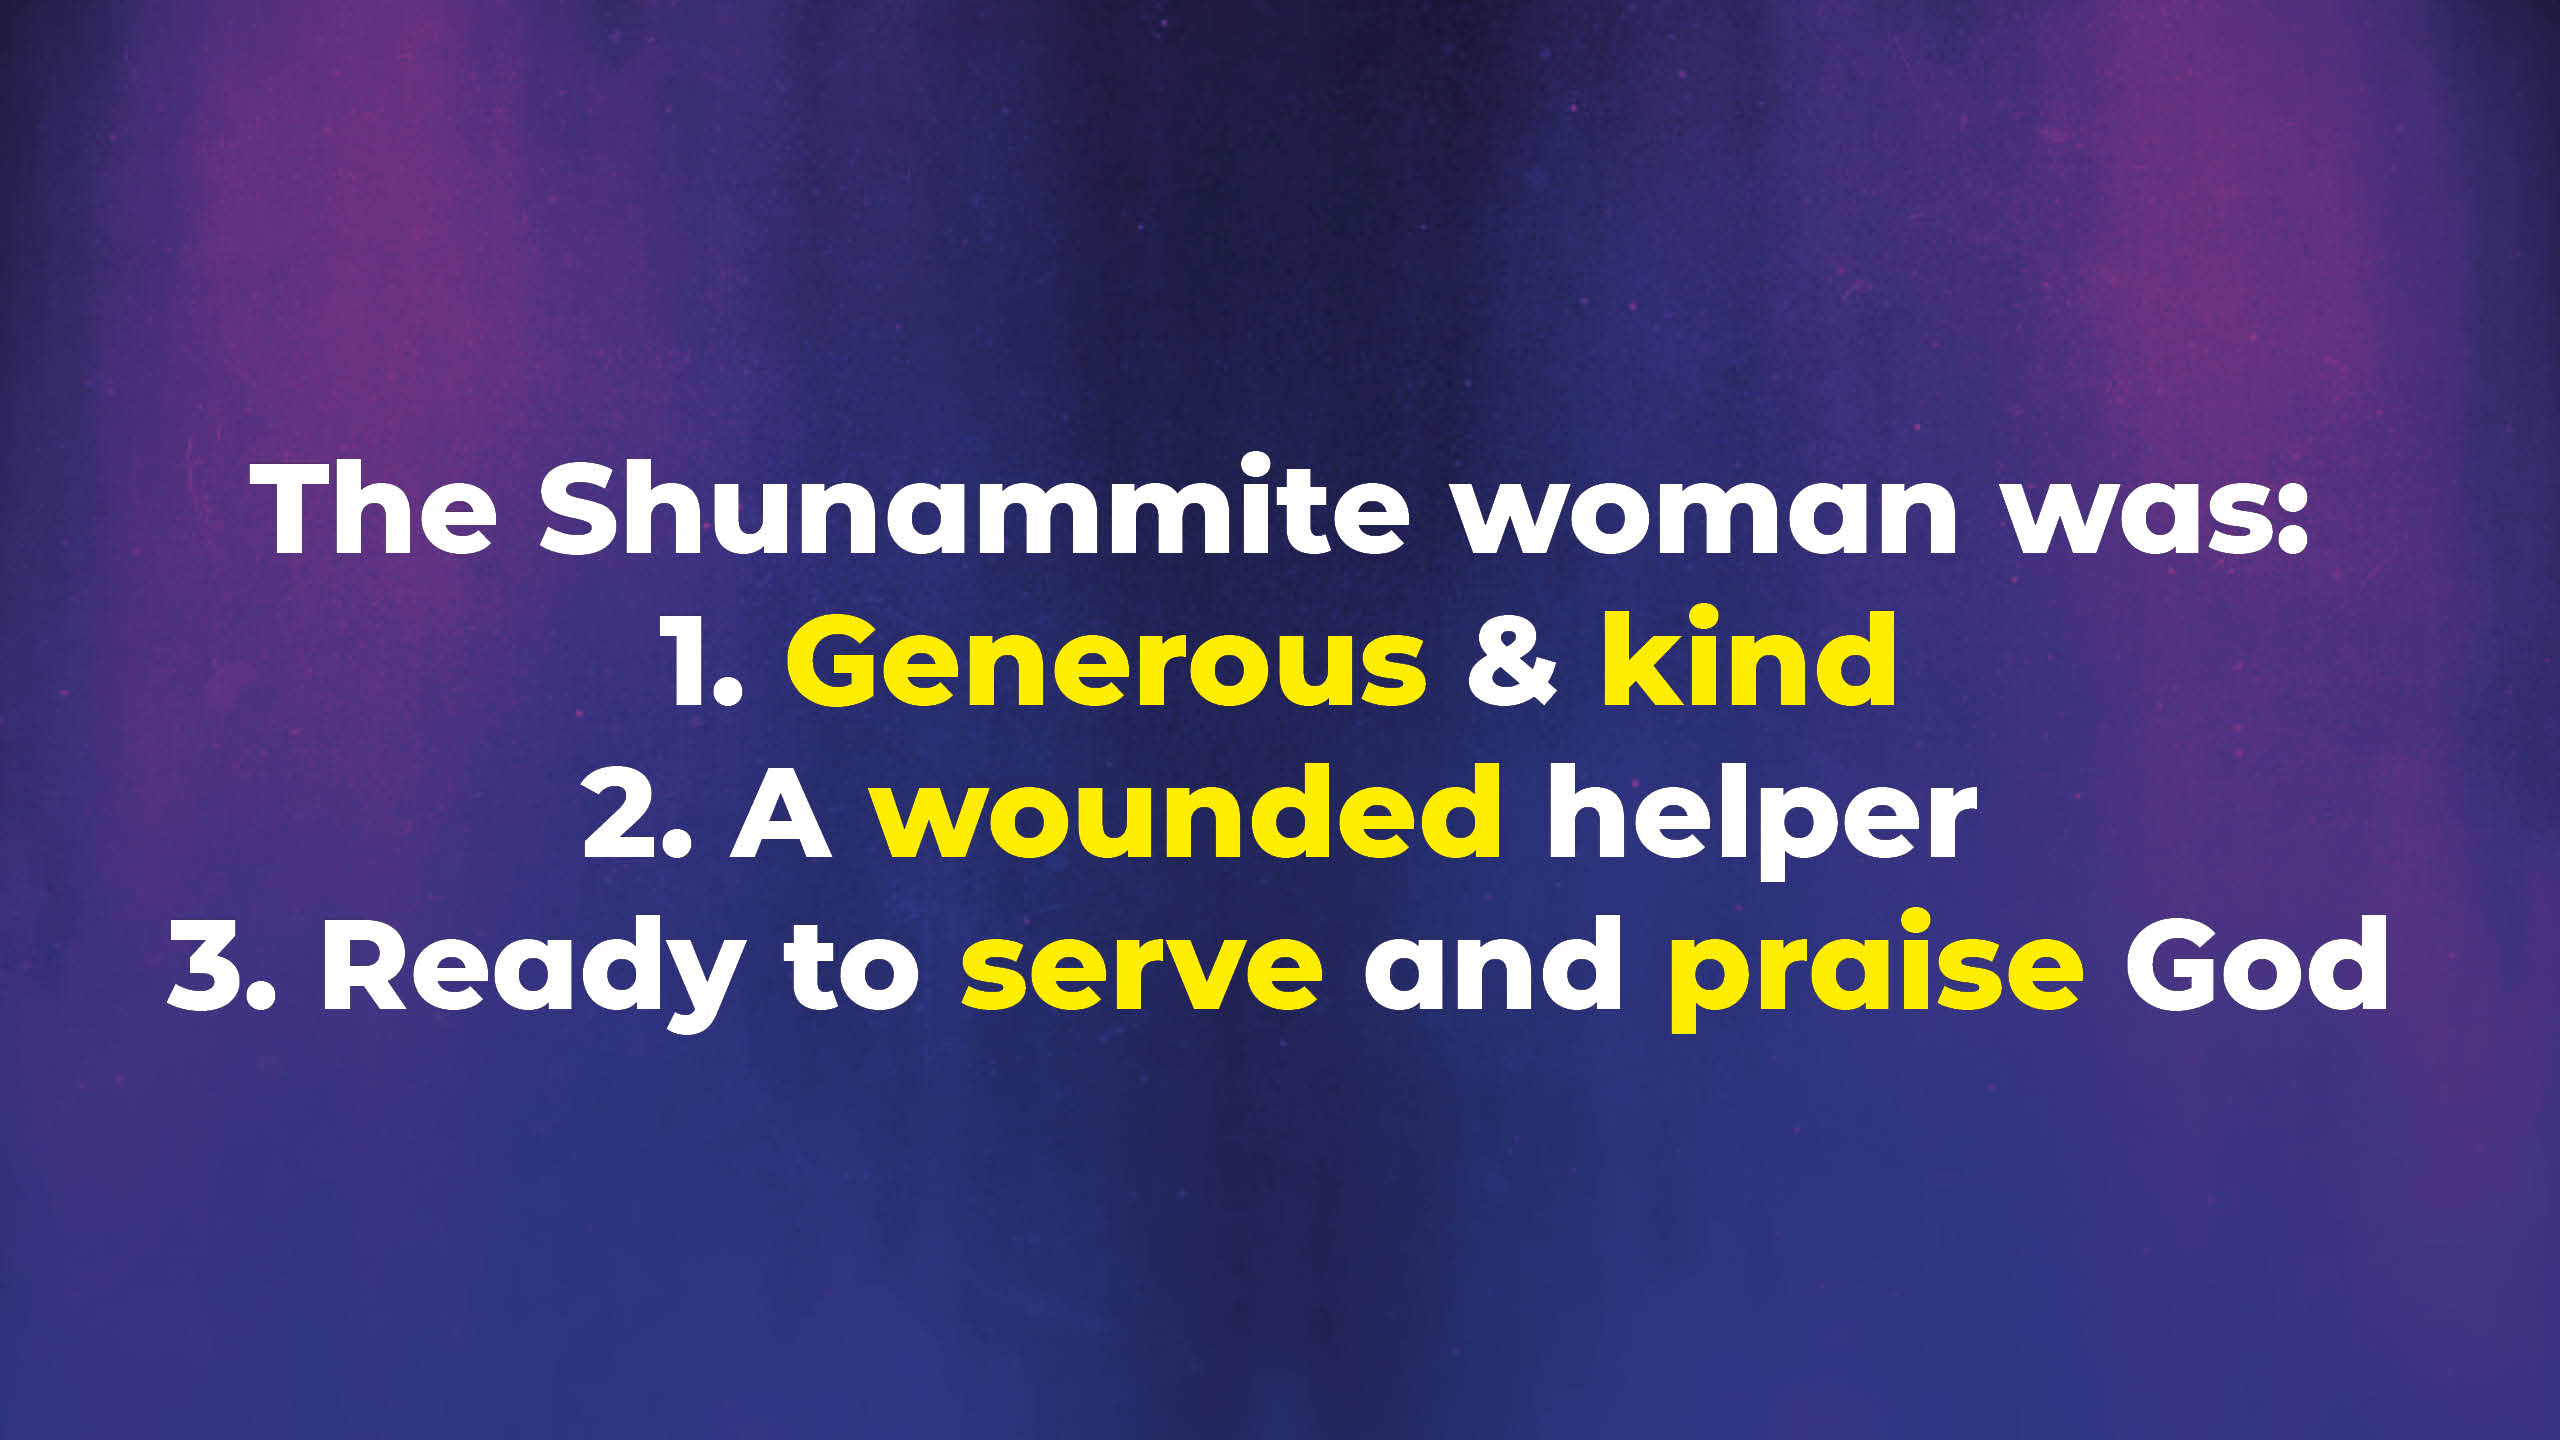 The Shunammite woman was:
1. Generous & kind
2. A wounded helper
3. Ready to serve and praise God